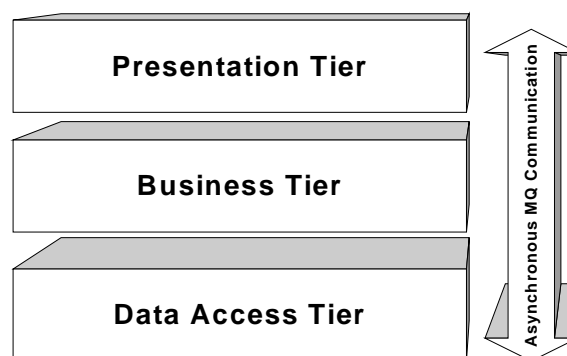 Presentation Tier
Business Tier
Data Access Tier
Asynchronous MQ Communication